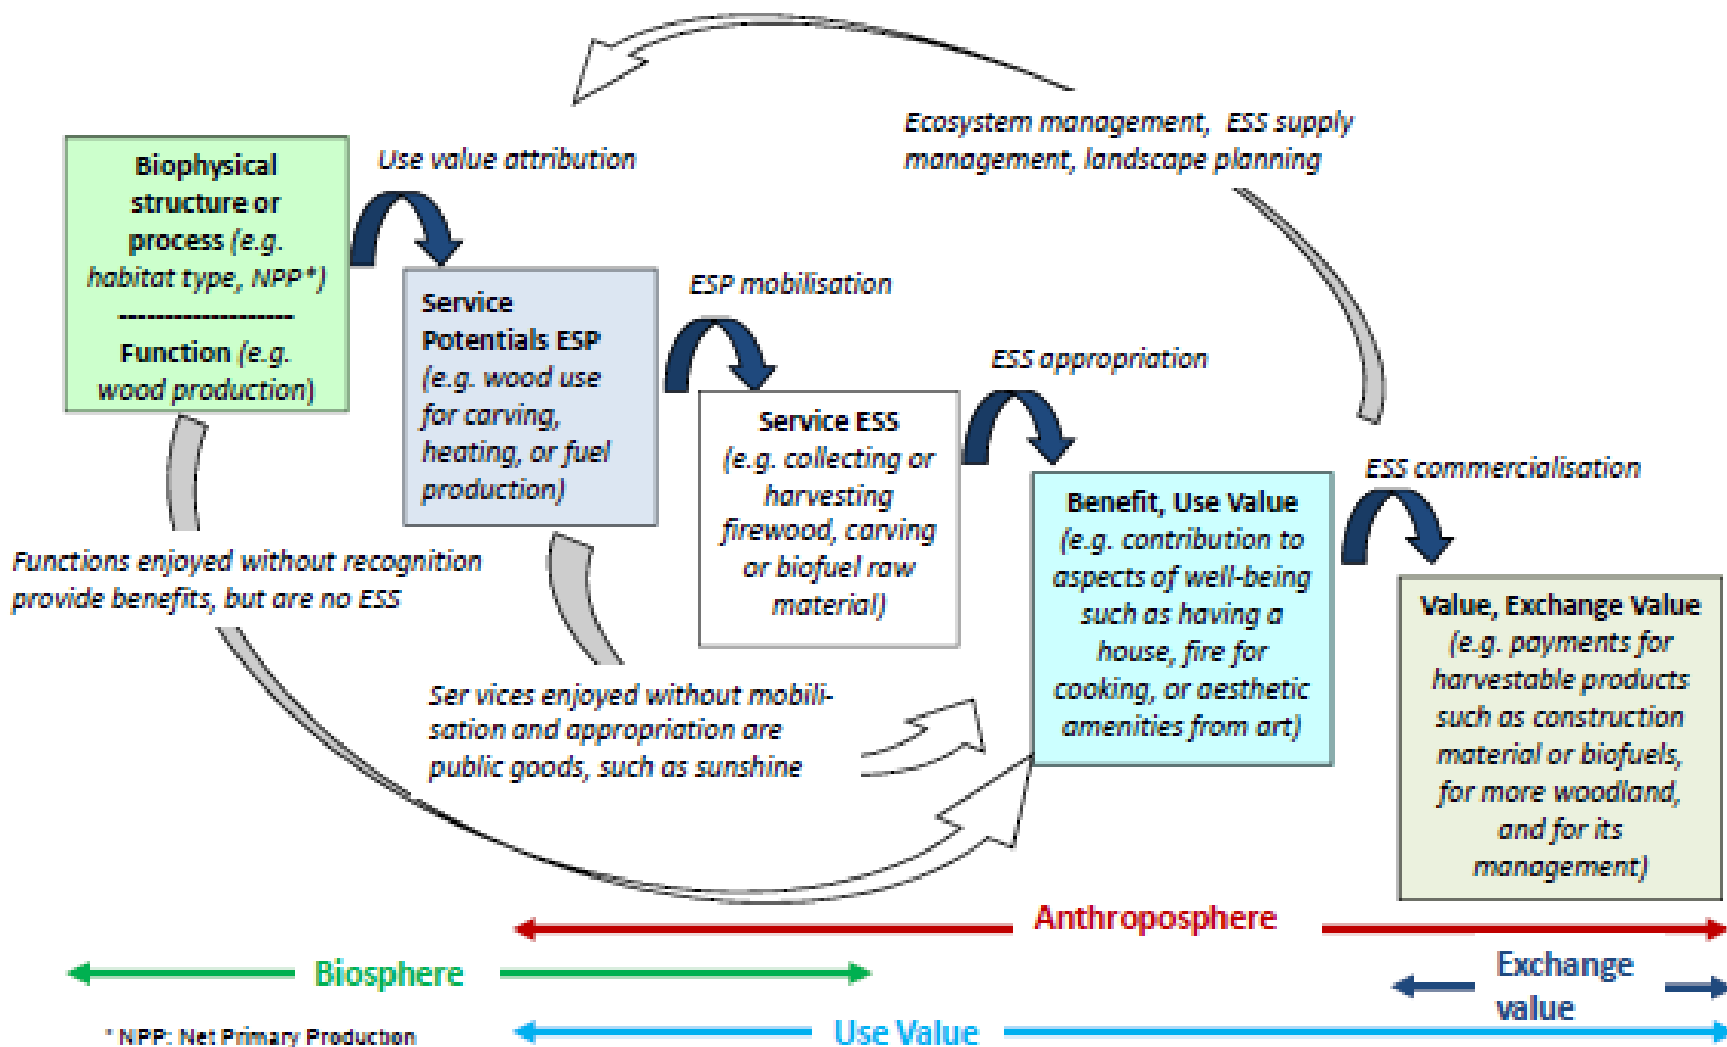 Ecosystem management, ESS supply
management, landscape planning
Biophysical
structure or
process (e.g.
habitat type, NPP*)
--------------------
Function (e.g.
wood production)
Use value attribution
Service
Potentials ESP
(e.g. wood use
for carving,
heating, or fuel
production)
ESP mobilisation
Service ESS
(e.g. collecting or
harvesting
firewood, carving
or biofuel raw
material)
ESS appropriation
Benefit, Use Value
(e.g. contribution to
aspects of well-being
such as having a
house, fire for
cooking, or aesthetic
amenities from art)
ESS commercialisation
Value, Exchange Value
(e.g. payments for
harvestable products
such as construction
material or biofuels,
for more woodland,
and for its
management)
Functions enjoyed without recognition
provide benefits, but are no ESS
Ser vices enjoyed without mobili-
sation and appropriation are
public goods, such as sunshine
Anthroposphere
Biosphere
Exchange
value
Use Value
* NPP: Net Primary Production